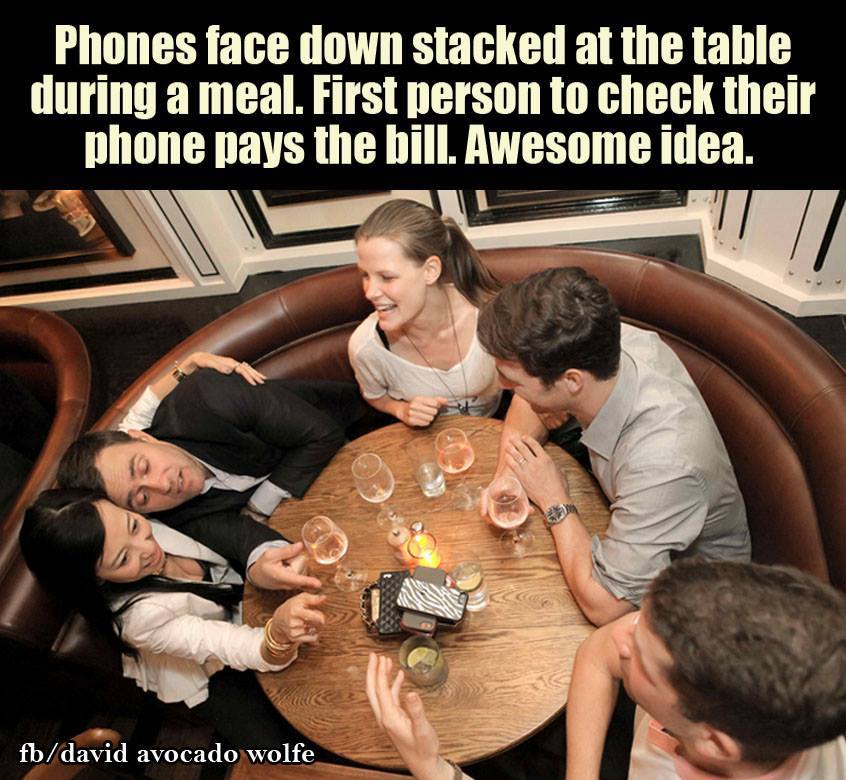 Phones face down stacked at the table
during a meal. First person to check their
phone pays the bill. Awesome idea.
fb/david avocado wolfe